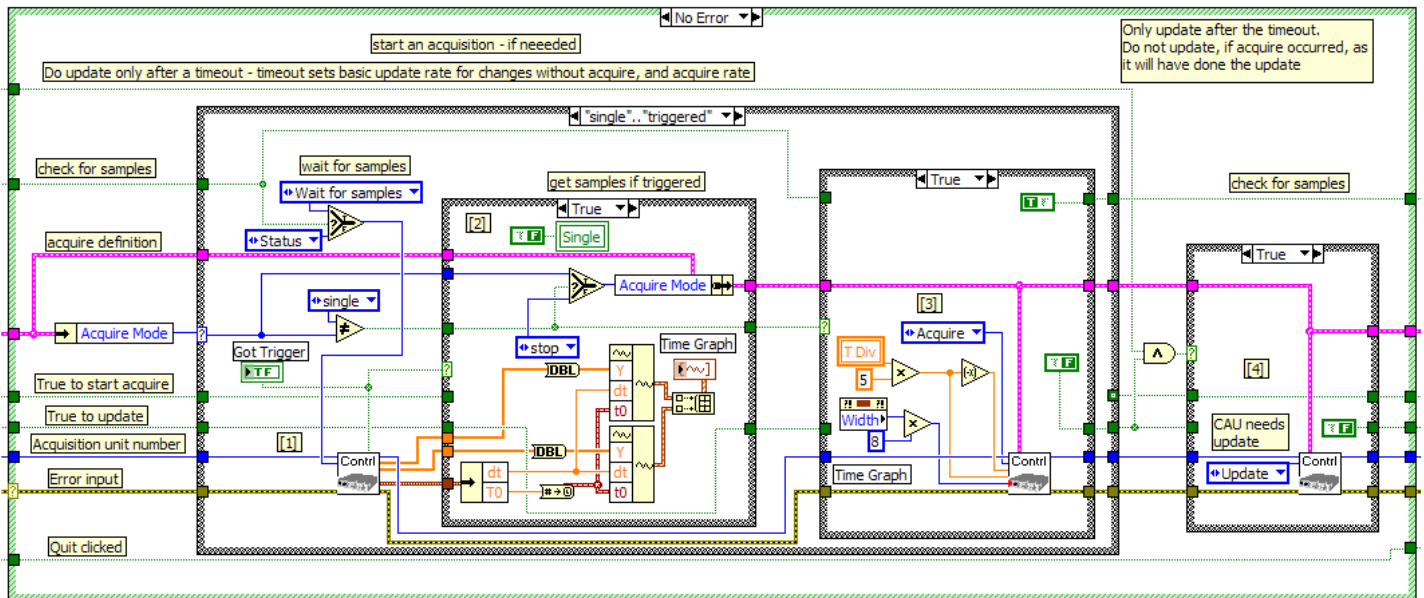 No Error
start an acquisition - if neeeded
Only update after the timeout.
Do not update, if acquire occurred, as
it will have done the update
Do update only after a timeout - timeout sets basic update rate for changes without acquire, and acquire rate
"single".."triggered"
check for samples
wait for samples
Wait for samples
Status
get samples if triggered
True
[2]
F
Single
True
T
check for samples
acquire definition
Acquire Mode
single
Got Trigger
TF
?
Acquire Mode
stop
Time Graph
DBL
Y
dt
t0
DBL
Y
dt
t0
dt
T0
[3]
Acquire
T Div
5
x
(-x)
Width
8
x
F
True
[4]
True to start acquire
True to update
Acquisition unit number
[1]
Contrl
Error input
Time Graph
Contrl
CAU needs
update
F
Update
Contrl
Quit clicked